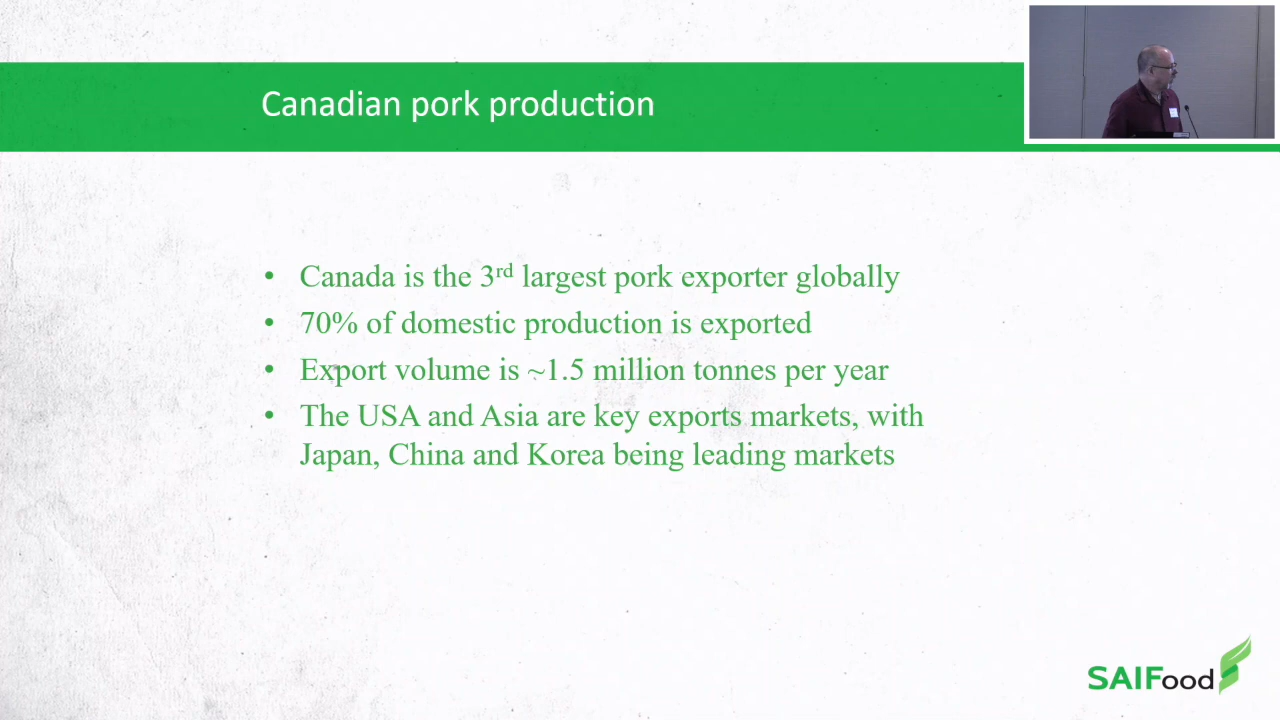 Canadian pork production
• Canada is the 3rd largest pork exporter globally
• 70% of domestic production is exported
• Export volume is ~1.5 million tonnes per year
• The USA and Asia are key exports markets, with
Japan, China and Korea being leading markets
SAIFood